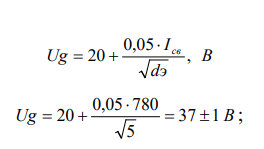 Ug = 20 + 0,05 · Iсв / √dэ, В
Ug = 20 + 0,05 · 780 / √5 = 37 ± 1 В ;